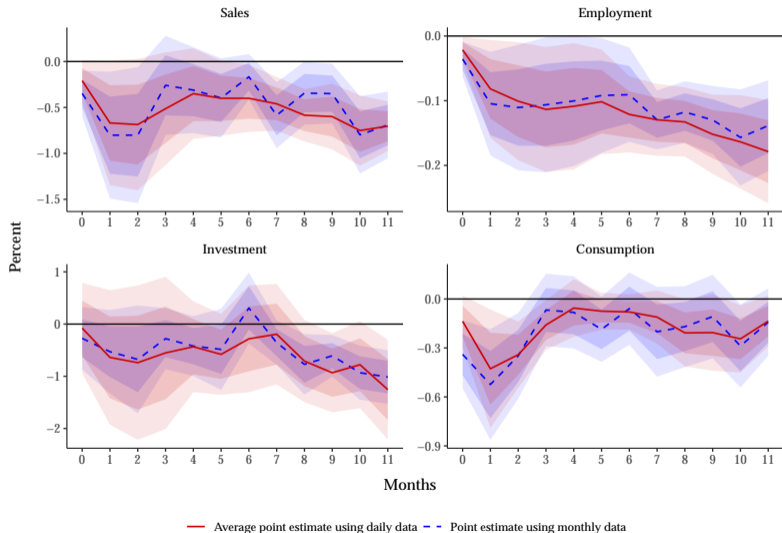 Sales
Employment
0.0
−0.5
−1.0
−1.5
0 1 2 3 4 5 6 7 8 9 10 11
0.0
−0.1
−0.2
0 1 2 3 4 5 6 7 8 9 10 11
Percent
Investment
Consumption
1
0
−1
−2
0 1 2 3 4 5 6 7 8 9 10 11
0.0
−0.3
−0.6
−0.9
0 1 2 3 4 5 6 7 8 9 10 11
Months
Average point estimate using daily data
Point estimate using monthly data